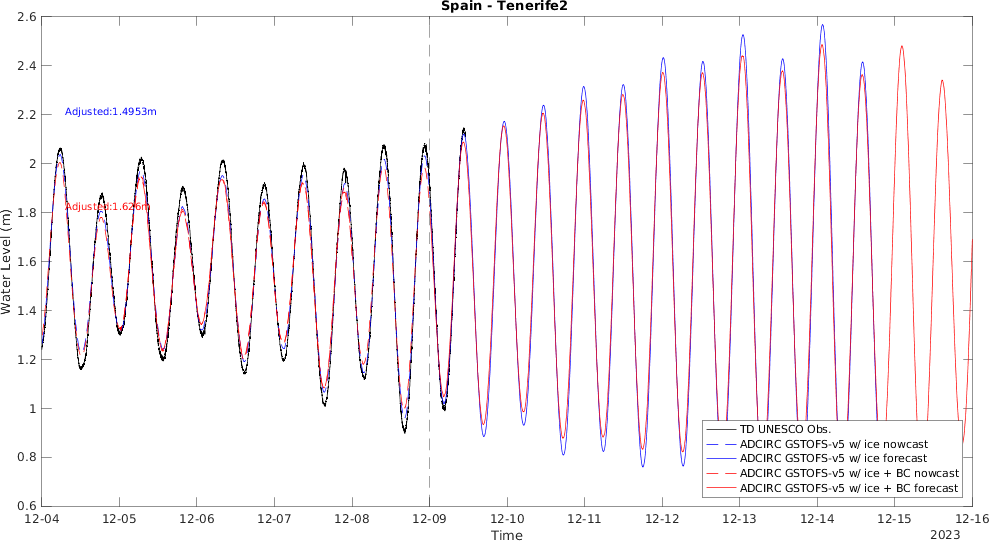 Spain - Tenerife2
2.6
2.4
2.2
2
1.8
1.6
1.4
1.2
1
0.8
0.6
Water Level (m)
Adjusted:1.4953m
Adjusted:1.626m
TD UNESCO Obs.
ADCIRC GSTOFS-v5 w/ ice nowcast
ADCIRC GSTOFS-v5 w/ ice forecast
ADCIRC GSTOFS-v5 w/ ice + BC nowcast
ADCIRC GSTOFS-v5 w/ ice + BC forecast
12-04 12-05 12-06 12-07 12-08 12-09 12-10 12-11 12-12 12-13 12-14 12-15 12-16
Time
2023